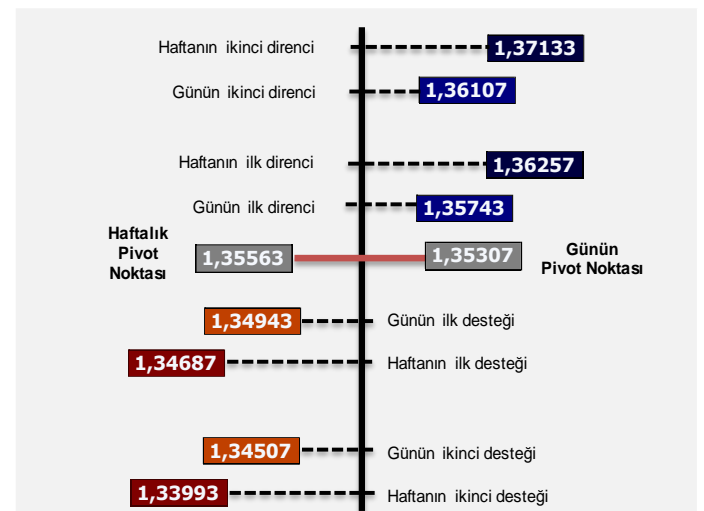 Haftanın ikinci direnci
1,37133
Günün ikinci direnci
1,36107
Haftanın ilk direnci
1,36257
Günün ilk direnci
1,35743
Haftalık
Pivot
Noktası
1,35563
1,35307
Günün
Pivot Noktası
1,34943
Günün ilk desteği
1,34687
Haftanın ilk desteği
1,34507
Günün ikinci desteği
1,33993
Haftanın ikinci desteği